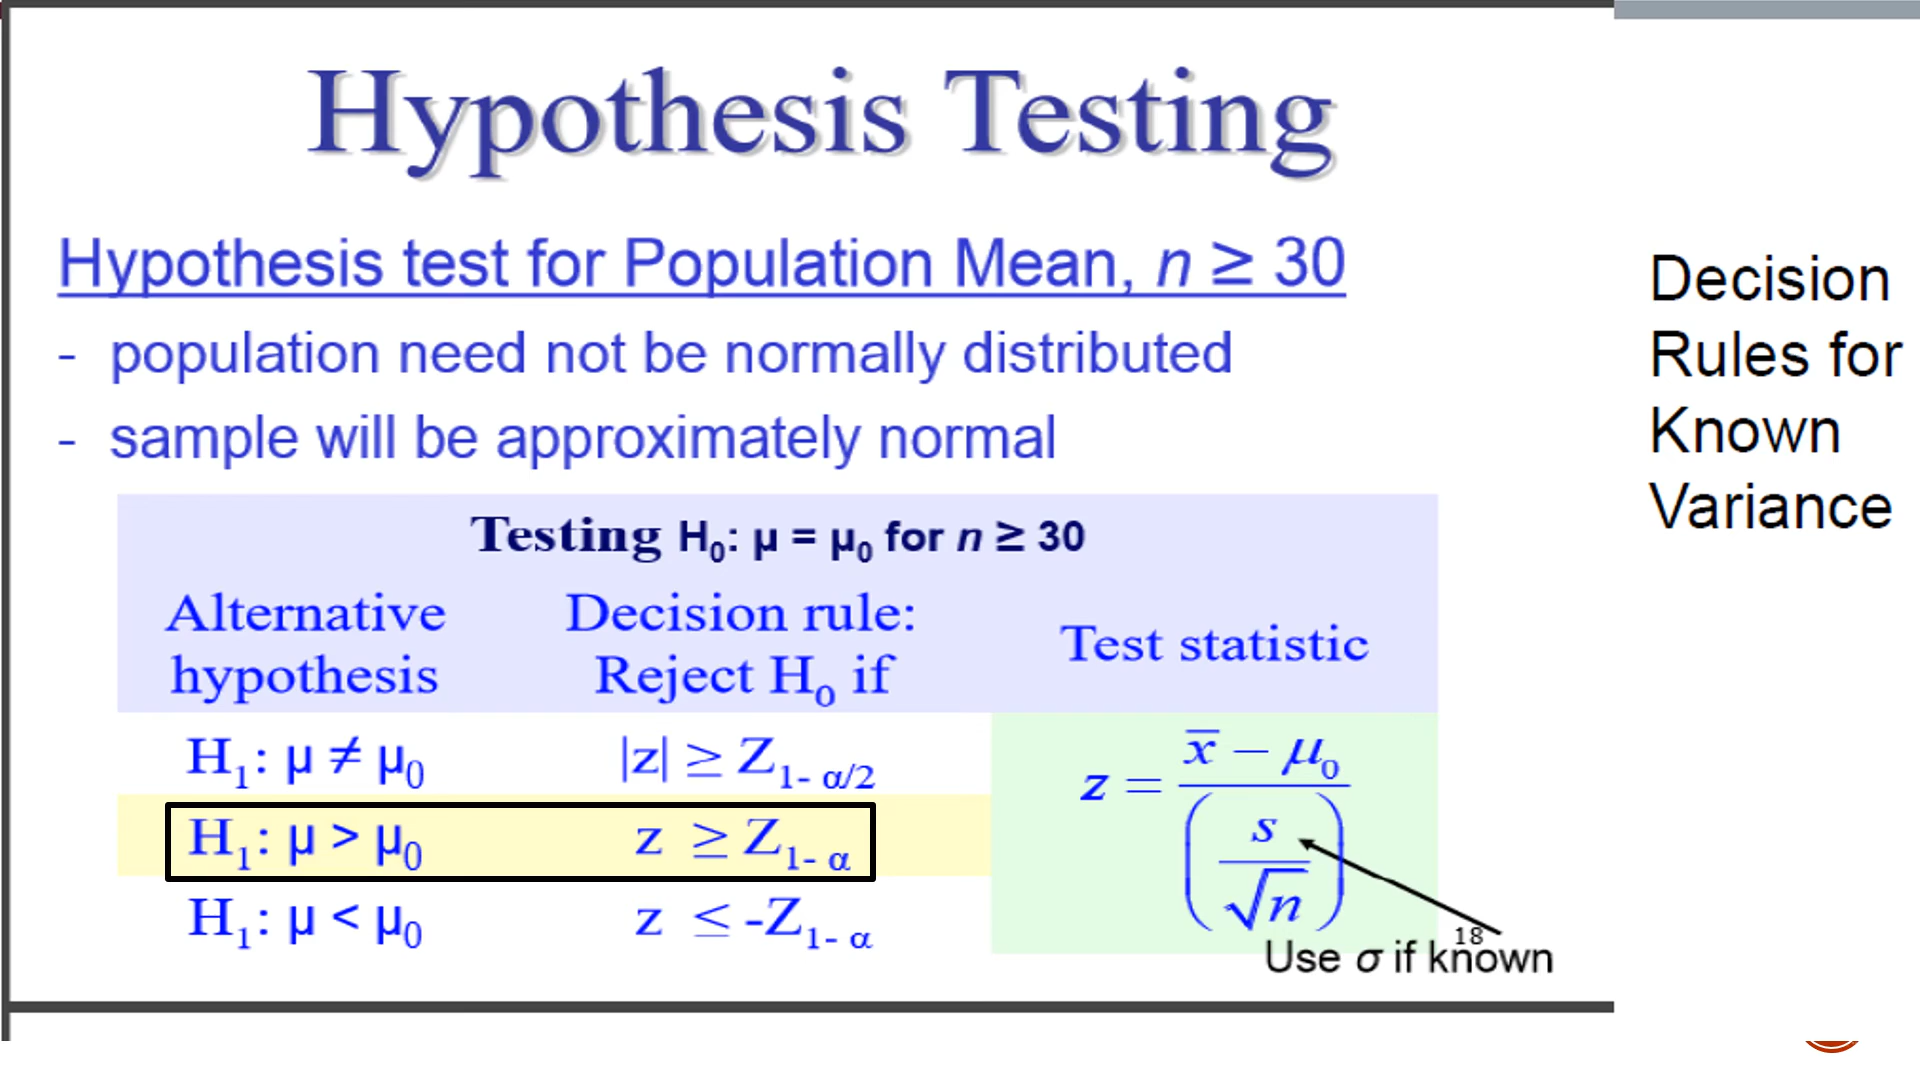 Hypothesis Testing
Hypothesis test for Population Mean, n ≥ 30
- population need not be normally distributed
- sample will be approximately normal
Decision
Rules for
Known
Variance
Testing H₀: μ = μ₀ for n ≥ 30
Alternative hypothesis
Decision rule: Reject H₀ if
Test statistic
H₁: μ ≠ μ₀ |z| ≥ Z₁₋ α/₂
H₁: μ > μ₀ z ≥ Z₁₋ α
H₁: μ < μ₀ z ≤ -Z₁₋ α
z = (x̄ − μ₀) / (s / √n)
18
Use σ if known